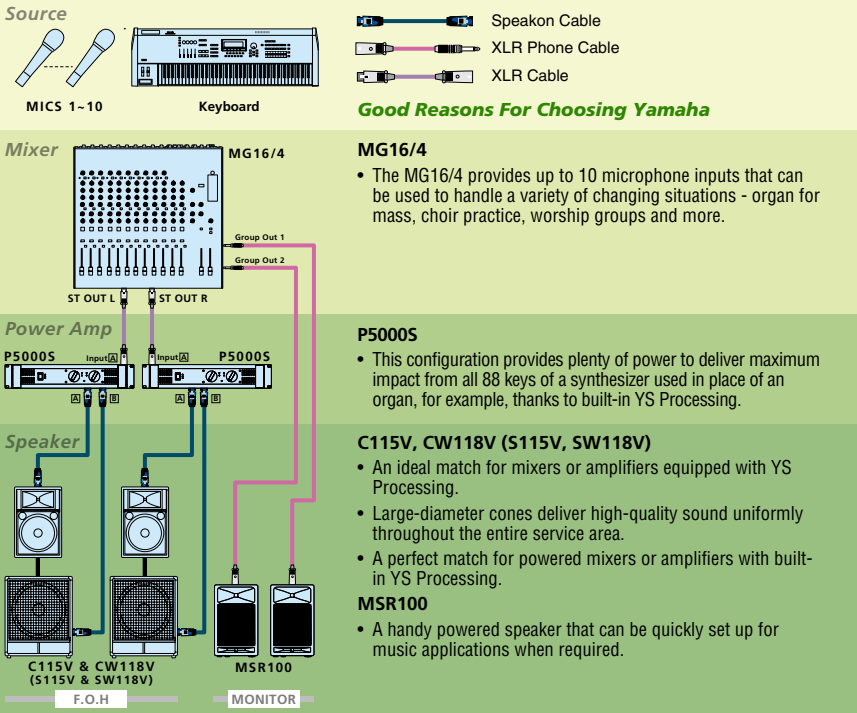 Source
MICS 1~10
Keyboard
Speakon Cable
XLR Phone Cable
XLR Cable
Good Reasons For Choosing Yamaha
Mixer
MG16/4
Group Out 1
Group Out 2
ST OUT L
ST OUT R
MG16/4
• The MG16/4 provides up to 10 microphone inputs that can
be used to handle a variety of changing situations - organ for
mass, choir practice, worship groups and more.
Power Amp
P5000S
Input A
Input A
P5000S
A
B
A
B
P5000S
• This configuration provides plenty of power to deliver maximum
impact from all 88 keys of a synthesizer used in place of an
organ, for example, thanks to built-in YS Processing.
Speaker
C115V & CW118V
(S115V & SW118V)
MSR100
F.O.H
MONITOR
C115V, CW118V (S115V, SW118V)
• An ideal match for mixers or amplifiers equipped with YS
Processing.
• Large-diameter cones deliver high-quality sound uniformly
throughout the entire service area.
• A perfect match for powered mixers or amplifiers with built-
in YS Processing.
MSR100
• A handy powered speaker that can be quickly set up for
music applications when required.